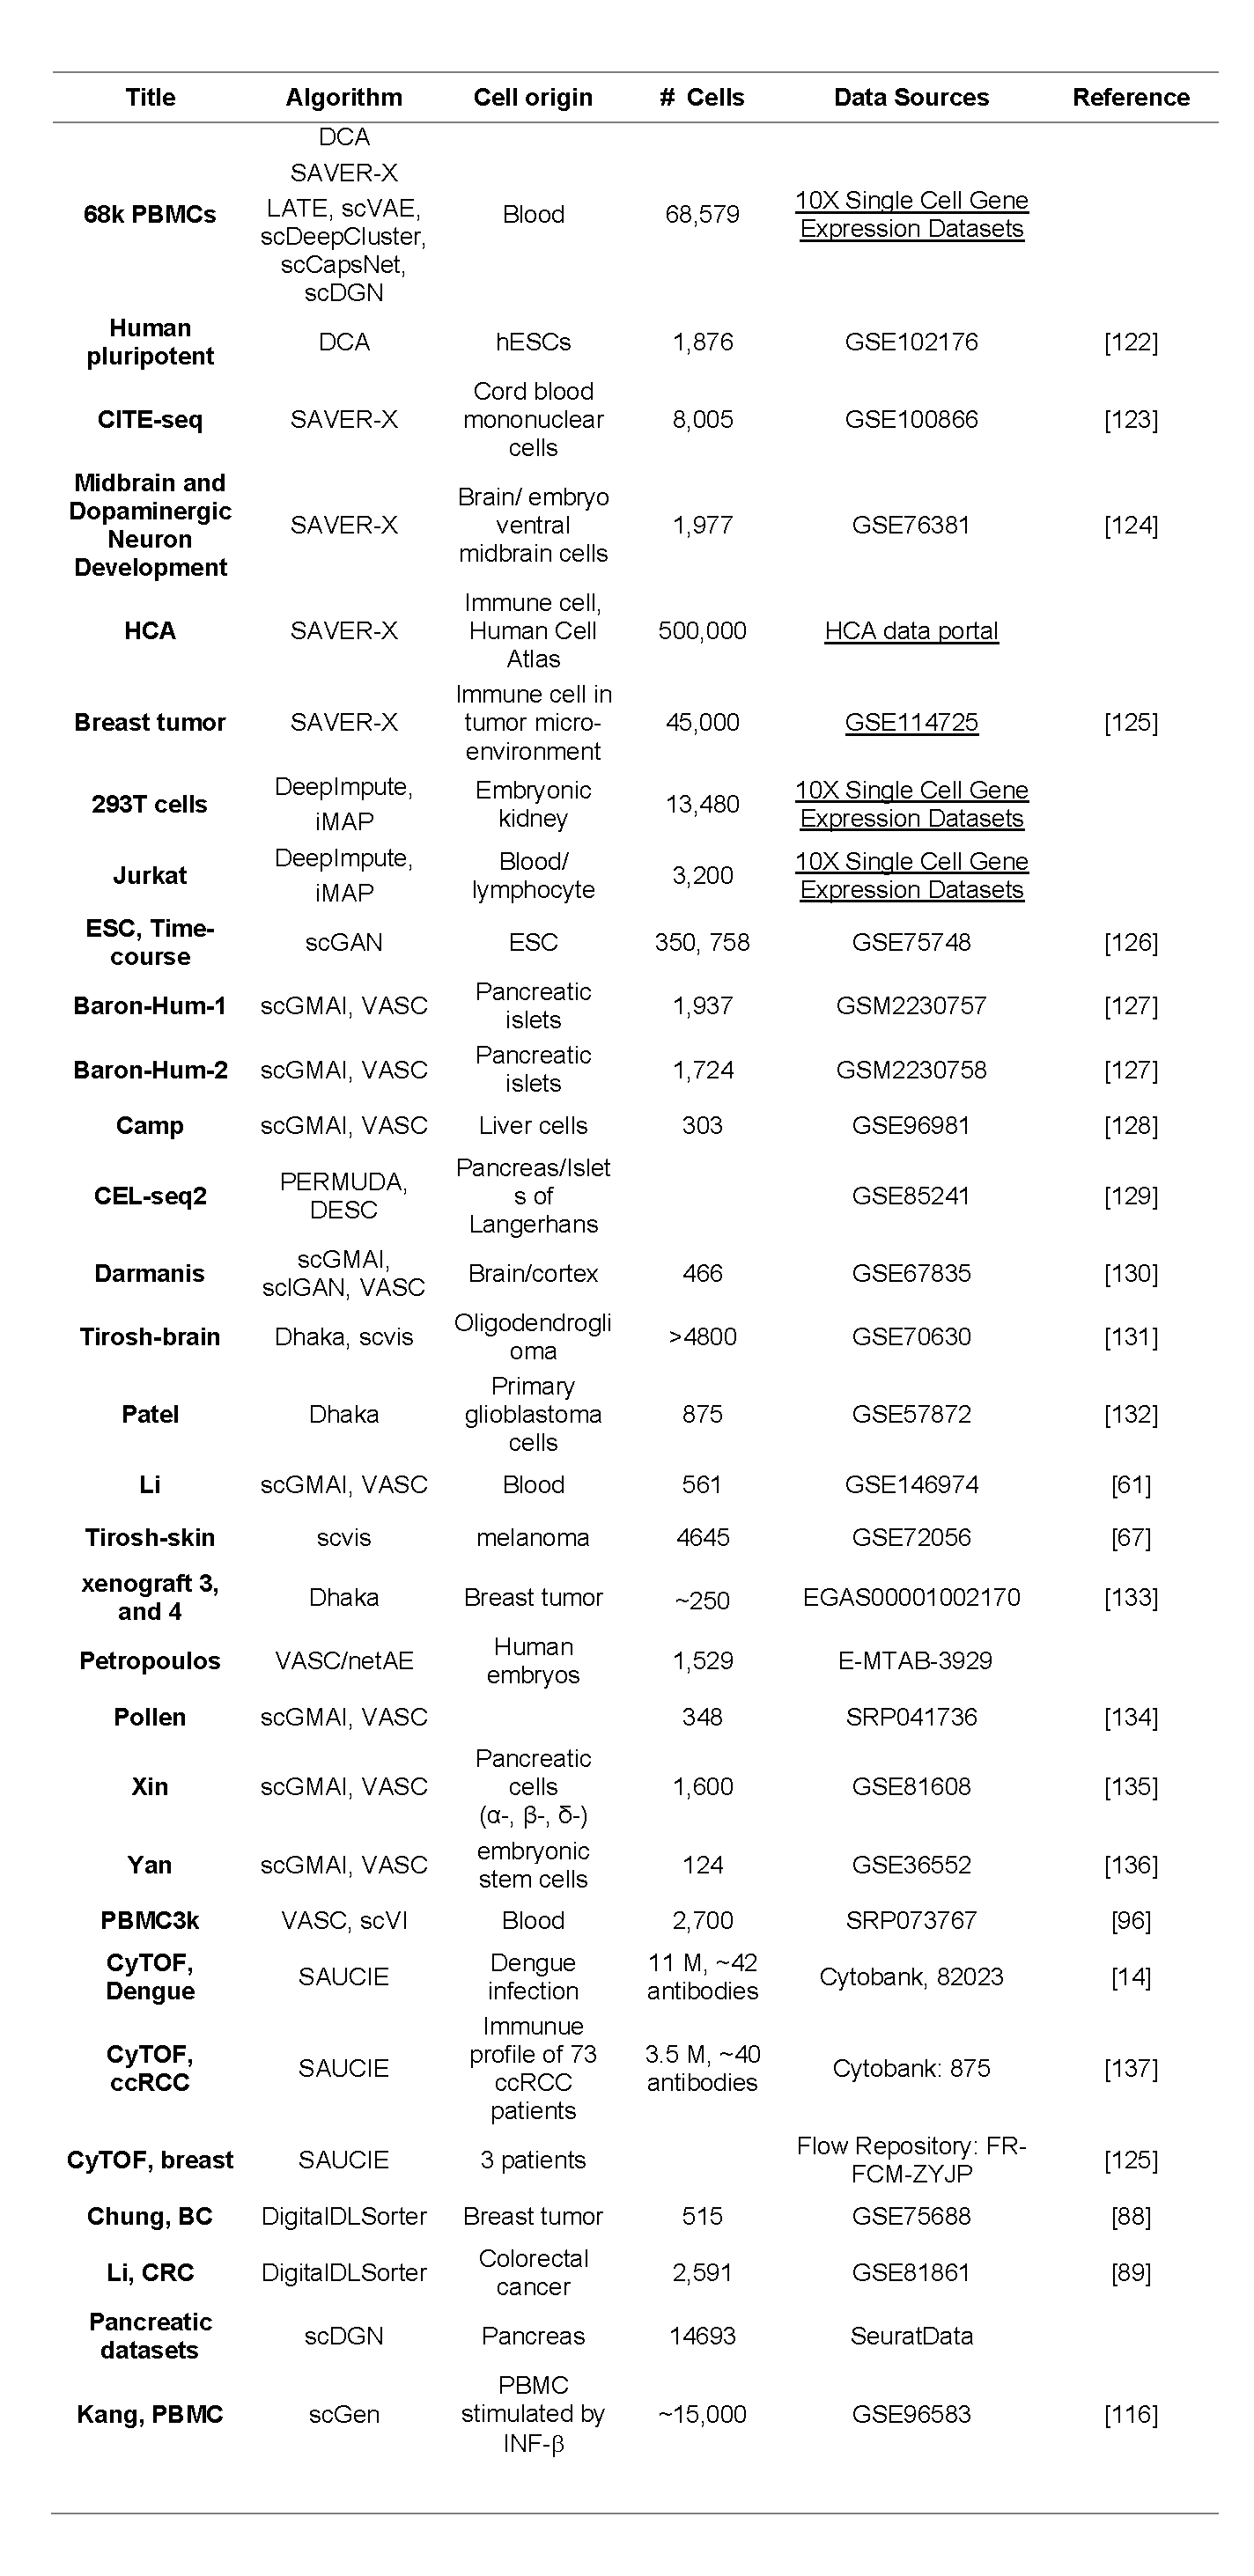 Title Algorithm Cell origin # Cells Data Sources Reference
DCA
SAVER-X
68k PBMCs LATE, scVAE, Blood 68,579 10X Single Cell Gene
scDeepCluster, Expression Datasets
scCapsNet,
scDGN
Human
pluripotent DCA hESCs 1,876 GSE102176 [122]
Cord blood
CITE-seq SAVER-X mononuclear 8,005 GSE100866 [123]
cells
Midbrain and
Dopaminergic Brain/ embryo
Neuron SAVER-X ventral 1,977 GSE76381 [124]
Development midbrain cells
Immune cell,
HCA SAVER-X Human Cell 500,000 HCA data portal
Atlas
Immune cell in
Breast tumor SAVER-X tumor micro- 45,000 GSE114725 [125]
environment
293T cells DeepImpute, Embryonic 13,480 10X Single Cell Gene
iMAP kidney Expression Datasets
Jurkat DeepImpute, Blood/ 3,200 10X Single Cell Gene
iMAP lymphocyte Expression Datasets
ESC, Time- scGAN ESC 350, 758 GSE75748 [126]
course
Baron-Hum-1 scGMAI, VASC Pancreatic 1,937 GSM2230757 [127]
islets
Baron-Hum-2 scGMAI, VASC Pancreatic 1,724 GSM2230758 [127]
islets
Camp scGMAI, VASC Liver cells 303 GSE96981 [128]
Pancreas/Islet
CEL-seq2 PERMUDA, s of GSE85241 [129]
DESC Langerhans
scGMAI,
Darmanis scIGAN, VASC Brain/cortex 466 GSE67835 [130]
Tirosh-brain Dhaka, scvis Oligodendrogli >4800 GSE70630 [131]
oma
Primary
Patel Dhaka glioblastoma 875 GSE57872 [132]
cells
Li scGMAI, VASC Blood 561 GSE146974 [61]
Tirosh-skin scvis melanoma 4645 GSE72056 [67]
xenograft 3, Dhaka Breast tumor ~250 EGAS00001002170 [133]
and 4
Petropoulos VASC/netAE Human 1,529 E-MTAB-3929
embryos
Pollen scGMAI, VASC 348 SRP041736 [134]
Pancreatic
Xin scGMAI, VASC cells 1,600 GSE81608 [135]
(α-, β-, δ-)
Yan scGMAI, VASC embryonic 124 GSE36552 [136]
stem cells
PBMC3k VASC, scVI Blood 2,700 SRP073767 [96]
CyTOF, SAUCIE Dengue 11 M, ~42 Cytobank, 82023 [14]
Dengue infection antibodies
Immunue
CyTOF, SAUCIE profile of 73 3.5 M, ~40 Cytobank: 875 [137]
ccRCC ccRCC antibodies
patients
CyTOF, breast SAUCIE 3 patients Flow Repository: FR- [125]
FCM-ZYJP
Chung, BC DigitalDLSorter Breast tumor 515 GSE75688 [88]
Li, CRC DigitalDLSorter Colorectal 2,591 GSE81861 [89]
cancer
Pancreatic scDGN Pancreas 14693 SeuratData
datasets
PBMC
Kang, PBMC scGen stimulated by ~15,000 GSE96583 [116]
INF-β